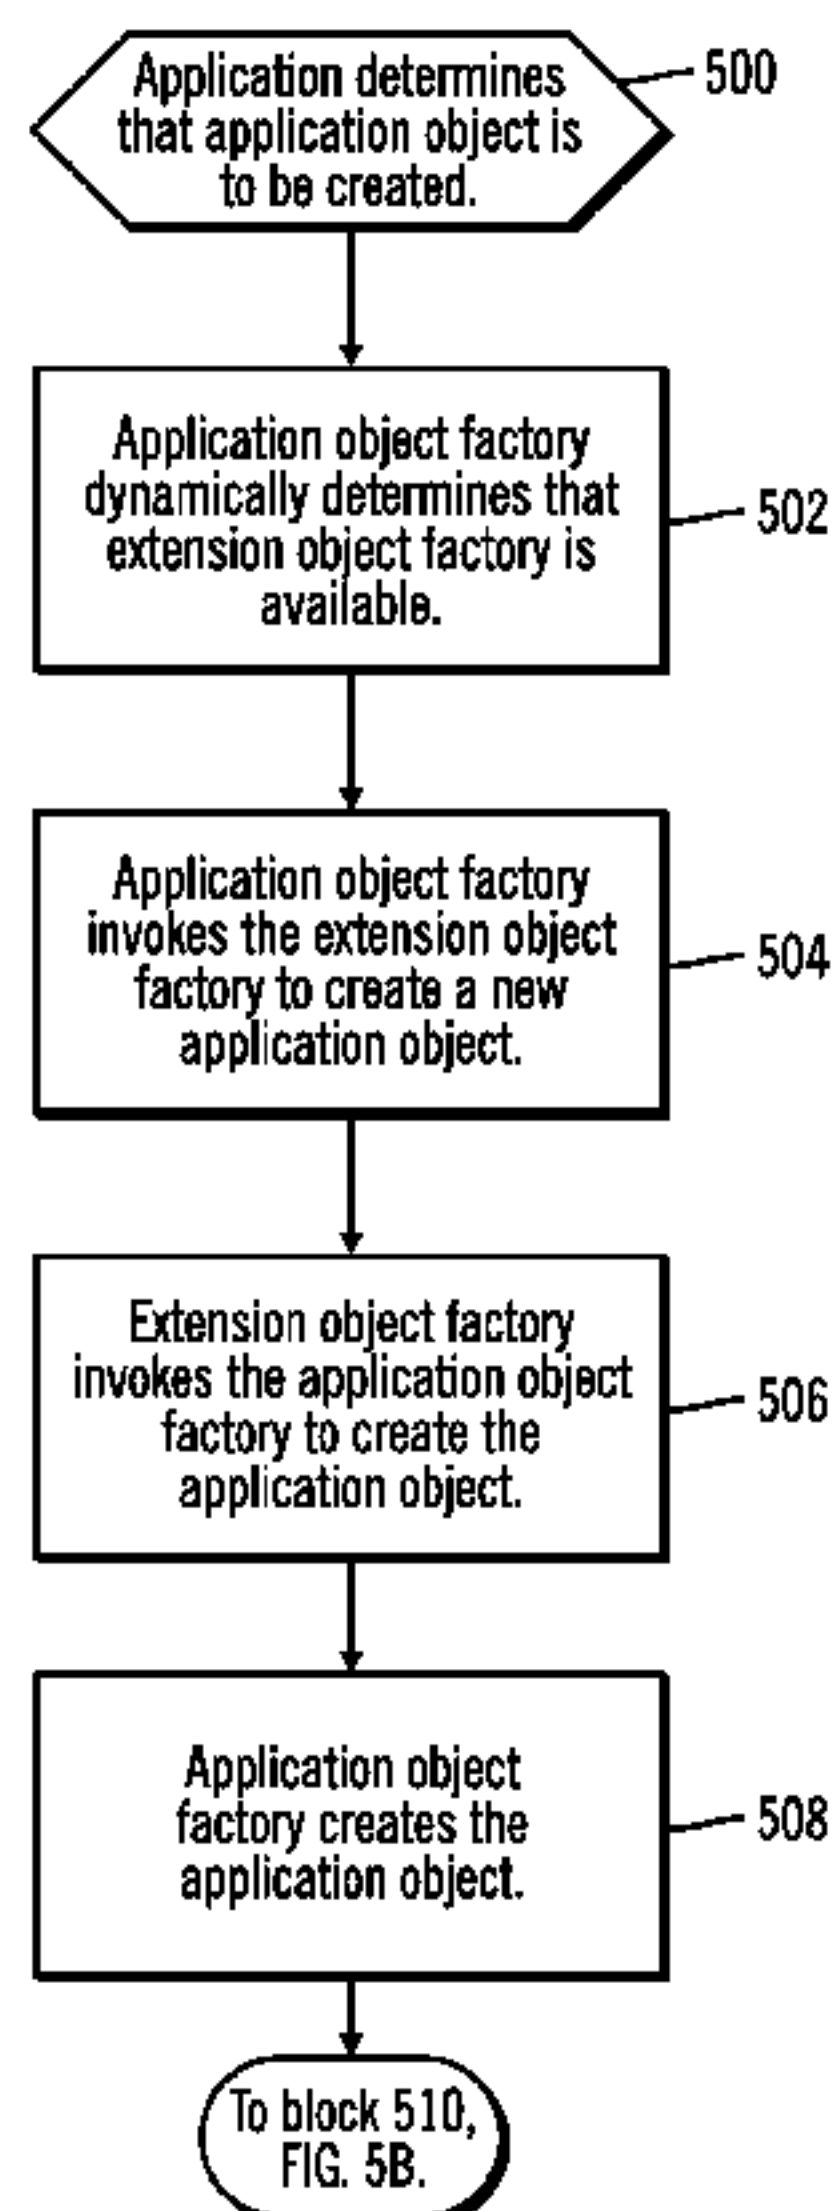 Application determines
that application object is
to be created.
500
Application object factory
dynamically determines that
extension object factory is
available.
502
Application object factory
invokes the extension object
factory to create a new
application object.
504
Extension object factory
invokes the application object
factory to create the
application object.
506
Application object
factory creates the
application object.
508
To block 510,
FIG. 5B.